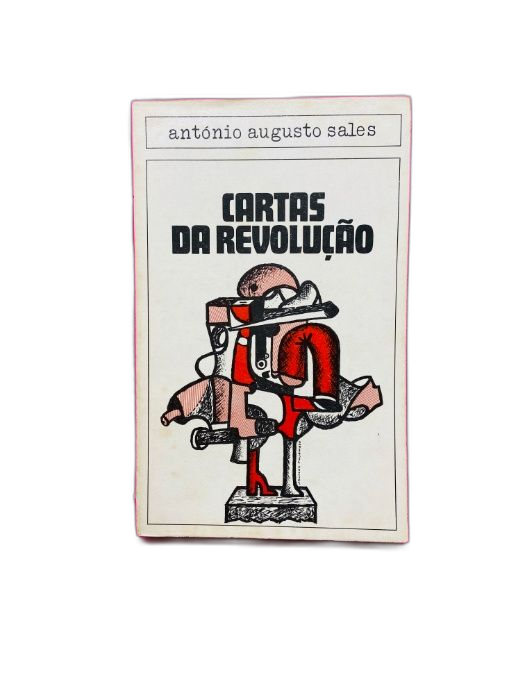 antónio augusto sales
CARTAS
DA REVOLUÇÃO